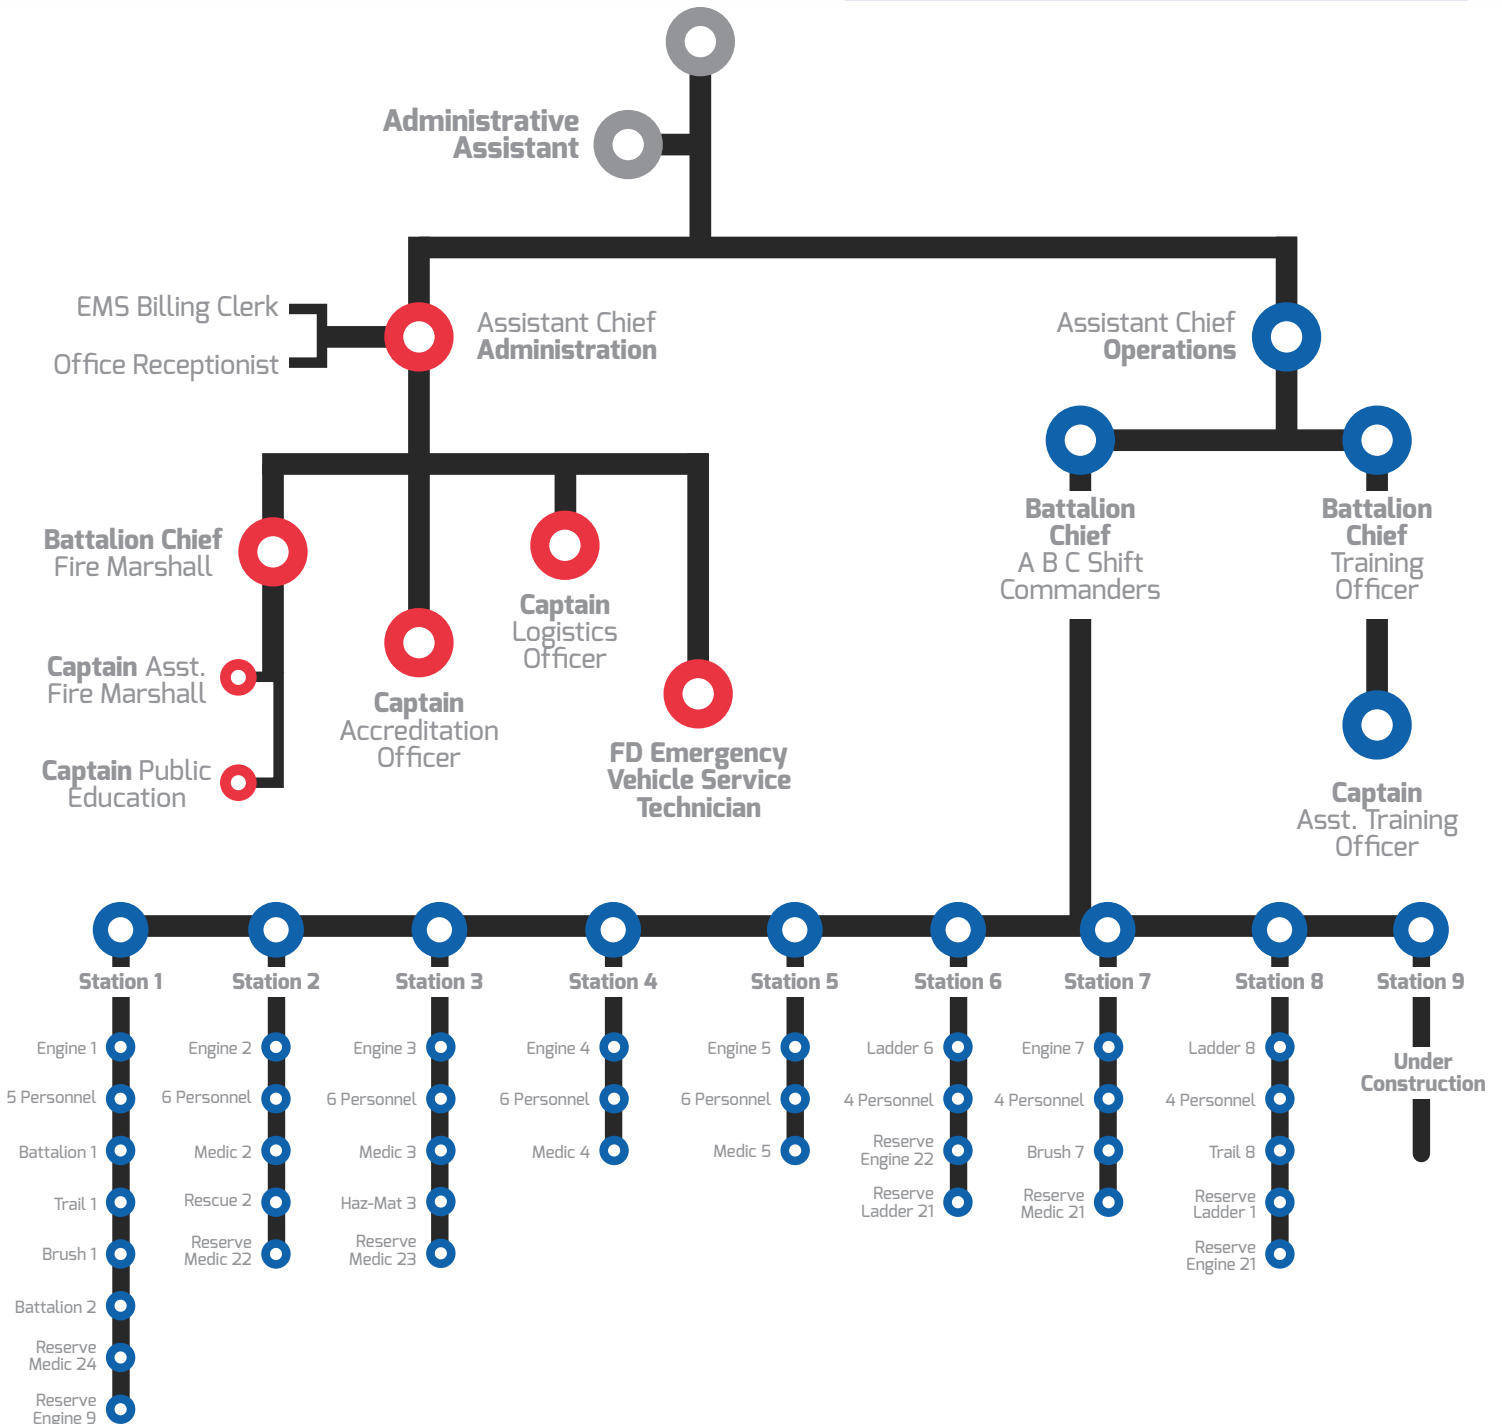 Administrative
Assistant
EMS Billing Clerk
Office Receptionist
Assistant Chief
Administration
Assistant Chief
Operations
Battalion Chief
Fire Marshall
Captain Asst.
Fire Marshall
Captain Public
Education
Captain
Accreditation
Officer
Captain
Logistics
Officer
FD Emergency
Vehicle Service
Technician
Battalion
Chief
A B C Shift
Commanders
Battalion
Chief
Training
Officer
Captain
Asst. Training
Officer
Station 1
Engine 1
5 Personnel
Battalion 1
Trail 1
Brush 1
Battalion 2
Reserve
Medic 24
Reserve
Engine 9
Station 2
Engine 2
6 Personnel
Medic 2
Rescue 2
Reserve
Medic 22
Station 3
Engine 3
6 Personnel
Medic 3
Haz-Mat 3
Reserve
Medic 23
Station 4
Engine 4
6 Personnel
Medic 4
Station 5
Engine 5
6 Personnel
Medic 5
Station 6
Ladder 6
4 Personnel
Reserve
Engine 22
Reserve
Ladder 21
Station 7
Engine 7
4 Personnel
Brush 7
Reserve
Medic 21
Station 8
Ladder 8
4 Personnel
Trail 8
Reserve
Ladder 1
Reserve
Engine 21
Station 9
Under
Construction